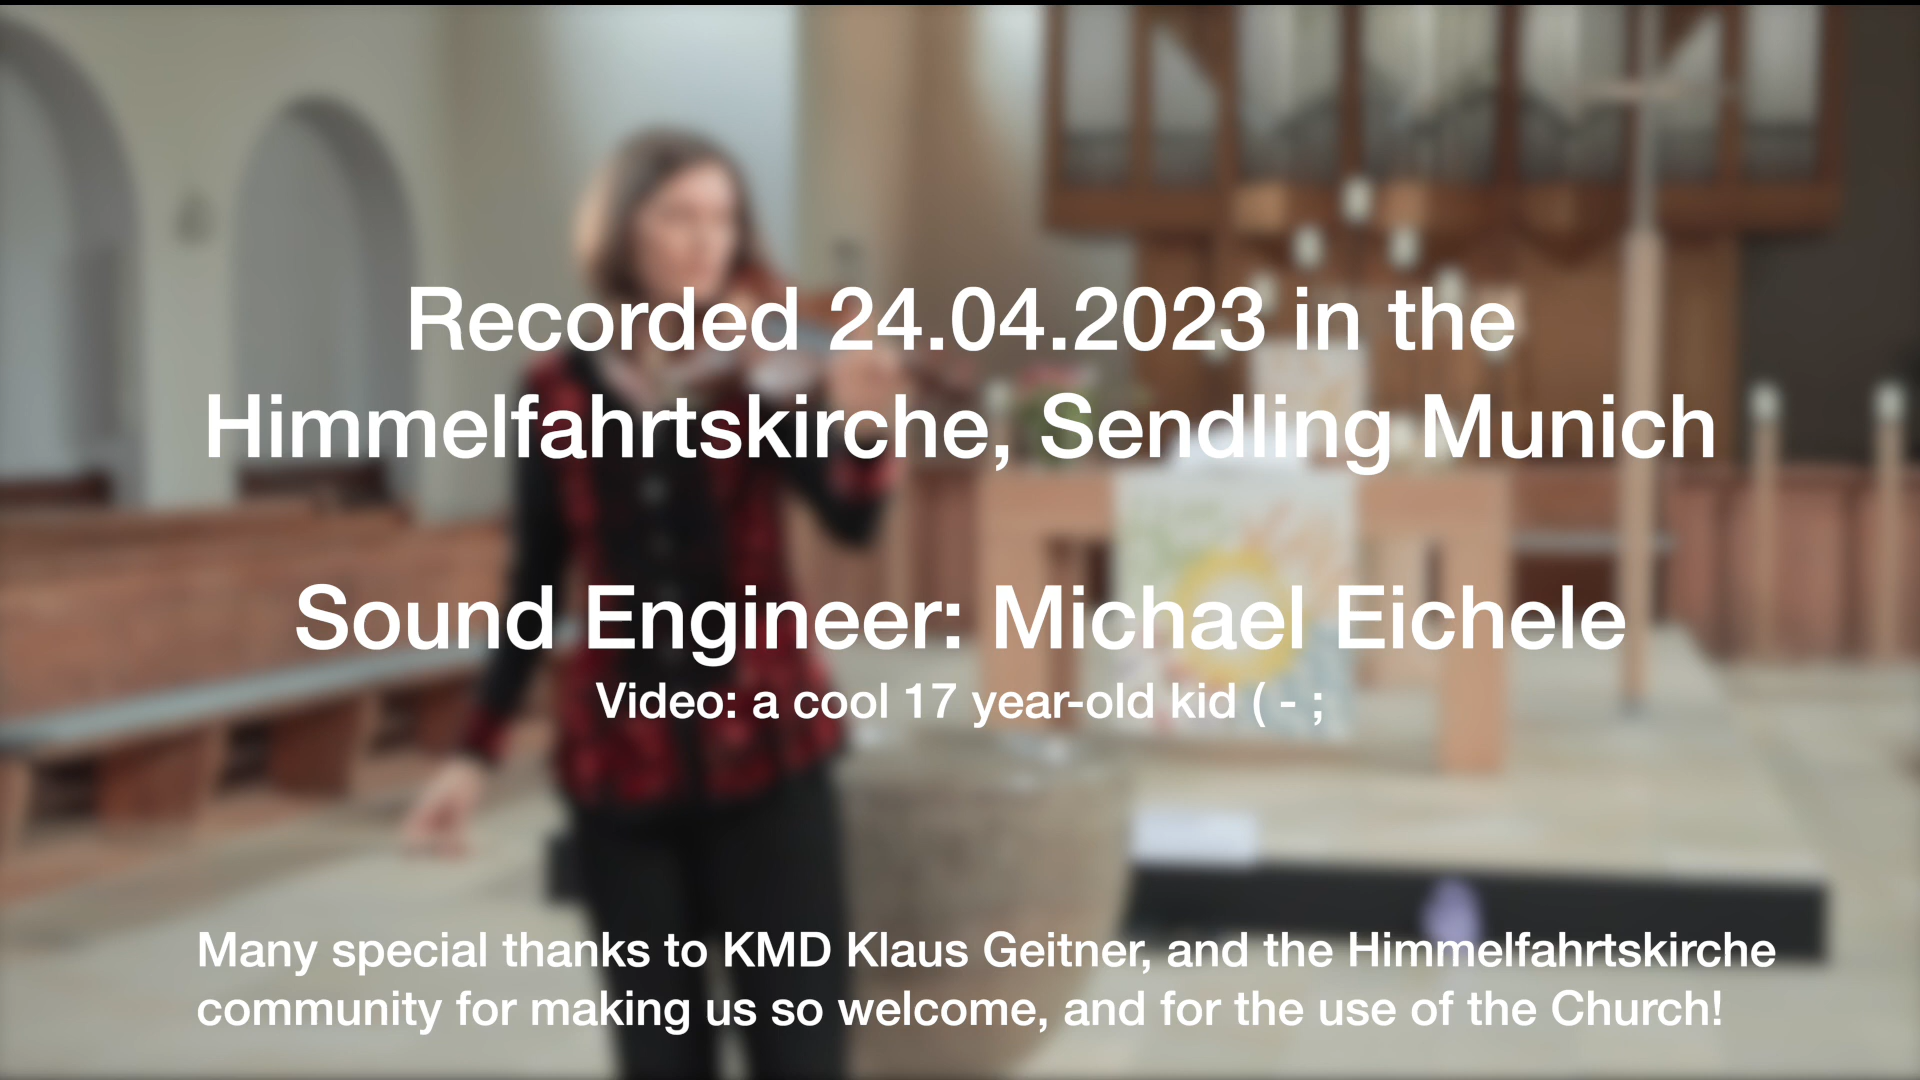 Recorded 24.04.2023 in the
Himmelfahrtskirche, Sendling Munich
Sound Engineer: Michael Eichele
Video: a cool 17 year-old kid ( - ;
Many special thanks to KMD Klaus Geitner, and the Himmelfahrtskirche
community for making us so welcome, and for the use of the Church!